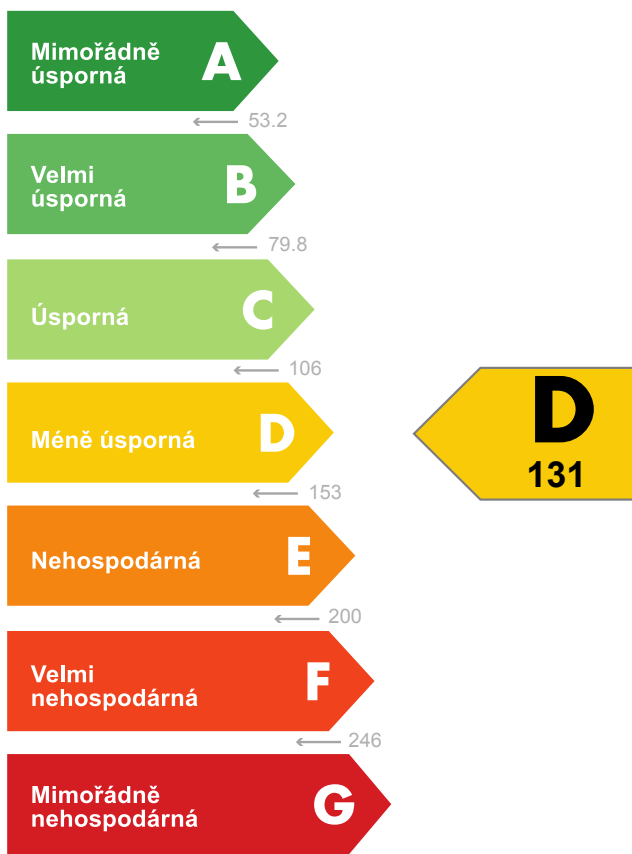 Mimořádně
úsporná
A
← 53.2
Velmi
úsporná
B
← 79.8
Úsporná C
← 106
Méně úsporná D
D
131
← 153
Nehospodárná E
← 200
Velmi
nehospodárná
F
← 246
Mimořádně
nehospodárná
G